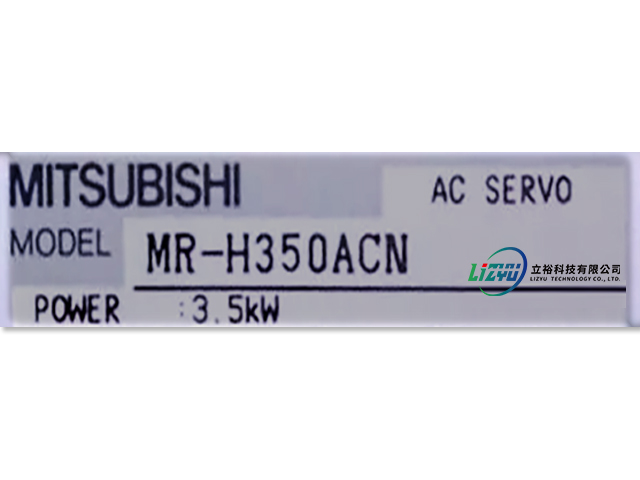 MITSUBISHI
AC SERVO
MODEL MR-H350ACN
LIZYU 立裕科技有限公司
LIZYU TECHNOLOGY CO., LTD.
POWER :3.5kW